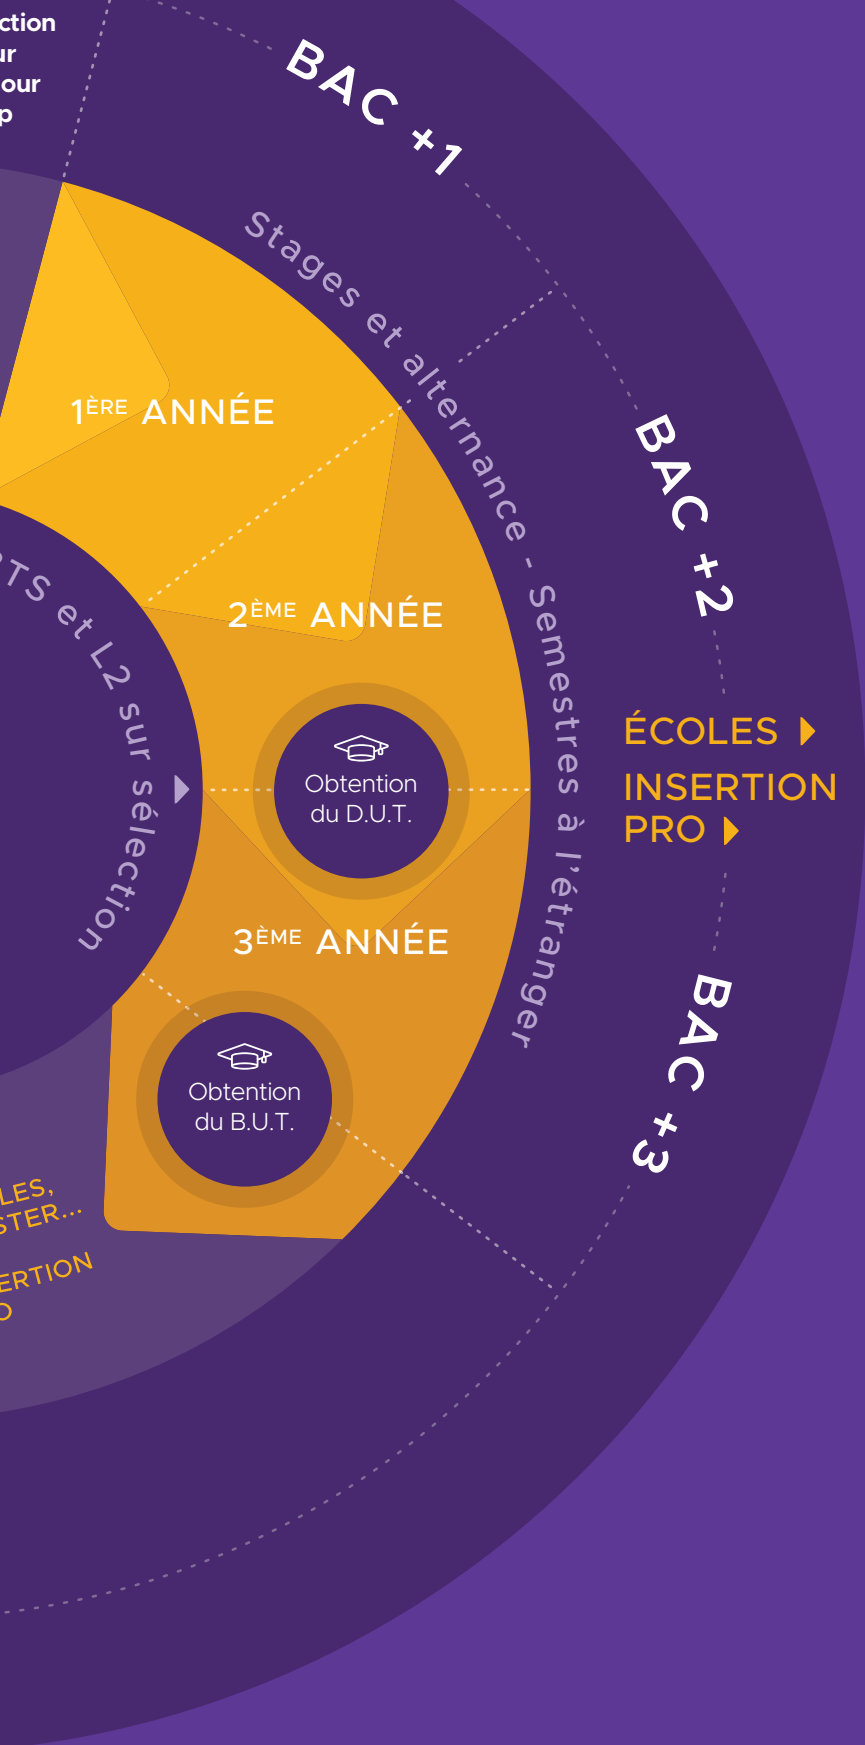 BAC +1
Stages et alternance - Semestres à l'étranger
1ÈRE ANNÉE
BAC +2
2ÈME ANNÉE
et L2 sur sélection
Obtention
du D.U.T.
ÉCOLES
INSERTION
PRO
3ÈME ANNÉE
BAC +3
Obtention
du B.U.T.